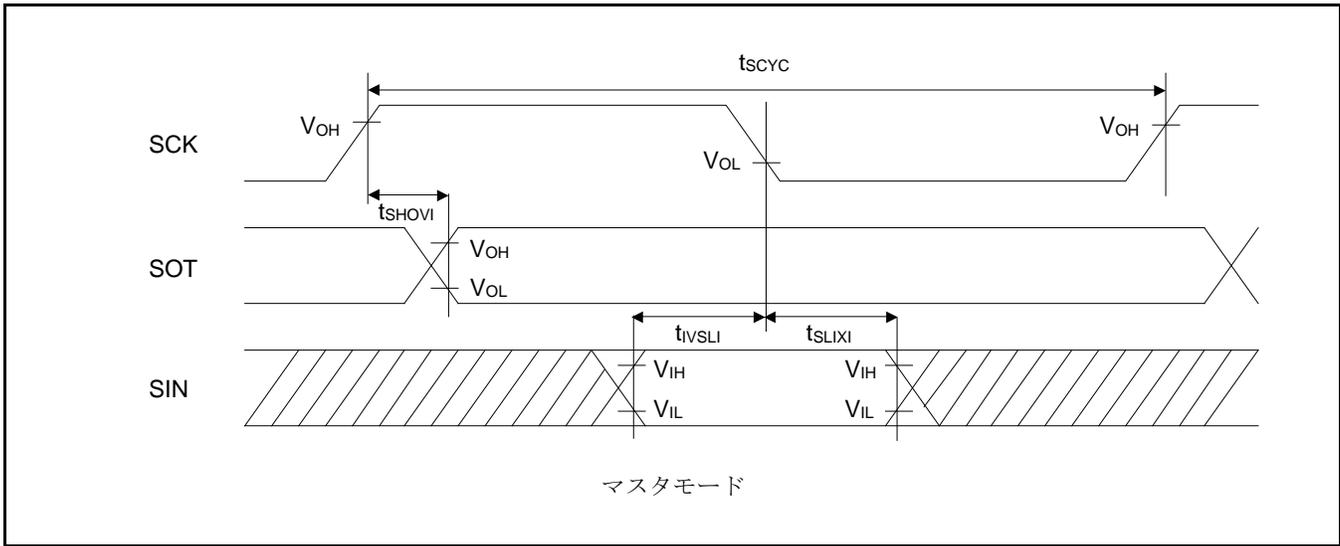 tSCYC
SCK
VOH
VOL
VOH
tSHOVI
SOT
VOH
VOL
tIVSLI
tSLIXI
SIN
VIH
VIH
VIL
VIL
マスタモード